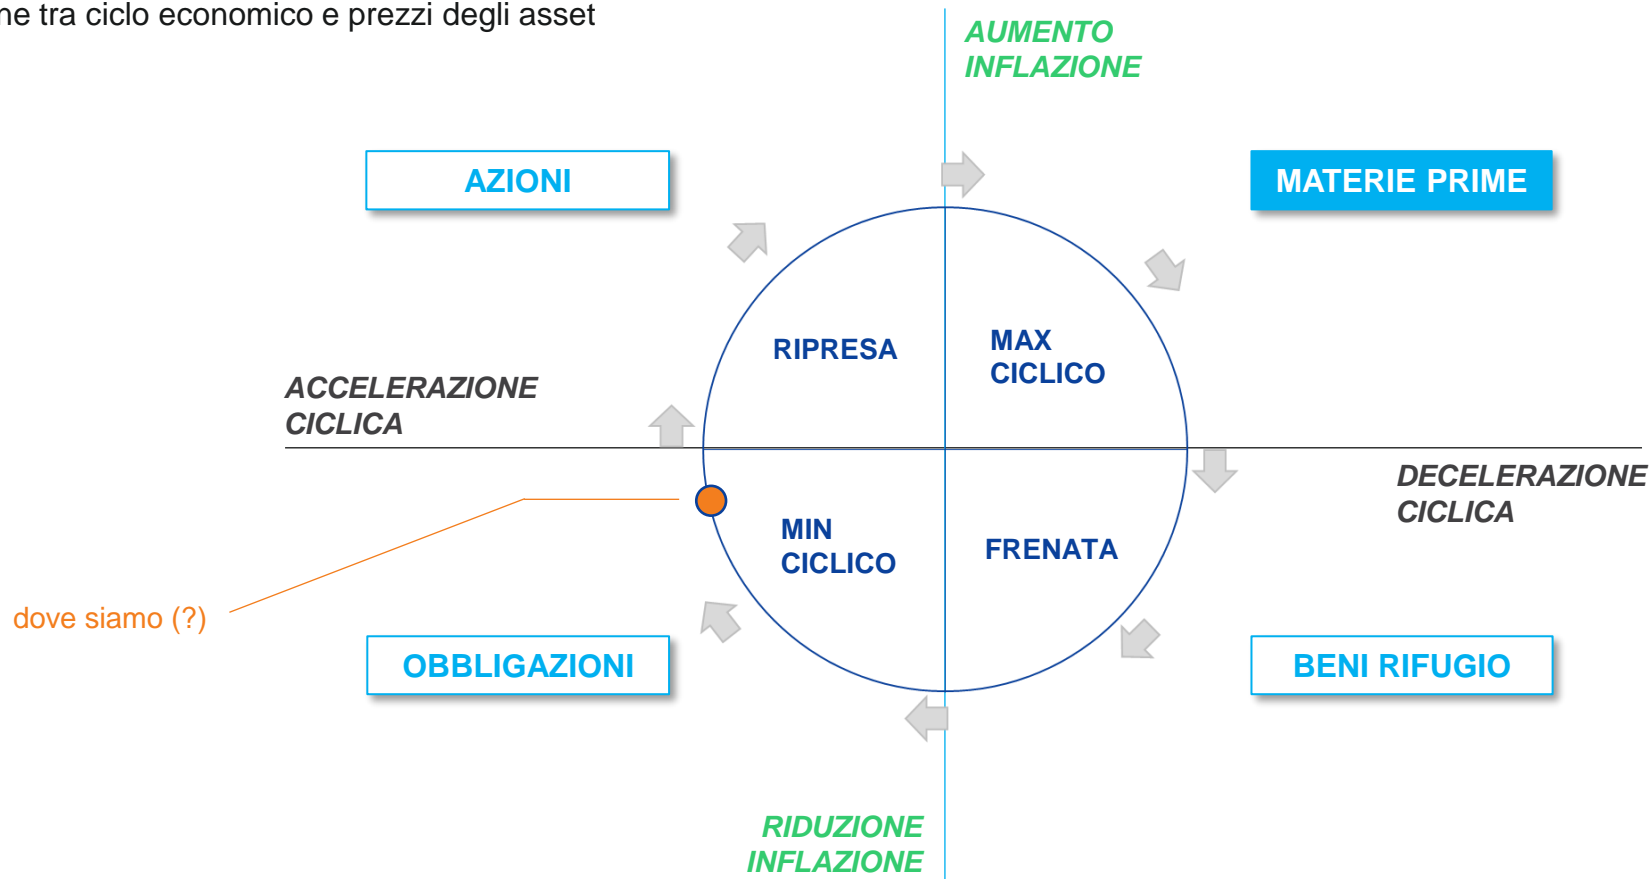 ne tra ciclo economico e prezzi degli asset
AUMENTO
INFLAZIONE
AZIONI
MATERIE PRIME
RIPRESA
MAX
CICLICO
ACCELERAZIONE
CICLICA
DECELERAZIONE
CICLICA
MIN
CICLICO
FRENATA
dove siamo (?)
OBBLIGAZIONI
BENI RIFUGIO
RIDUZIONE
INFLAZIONE